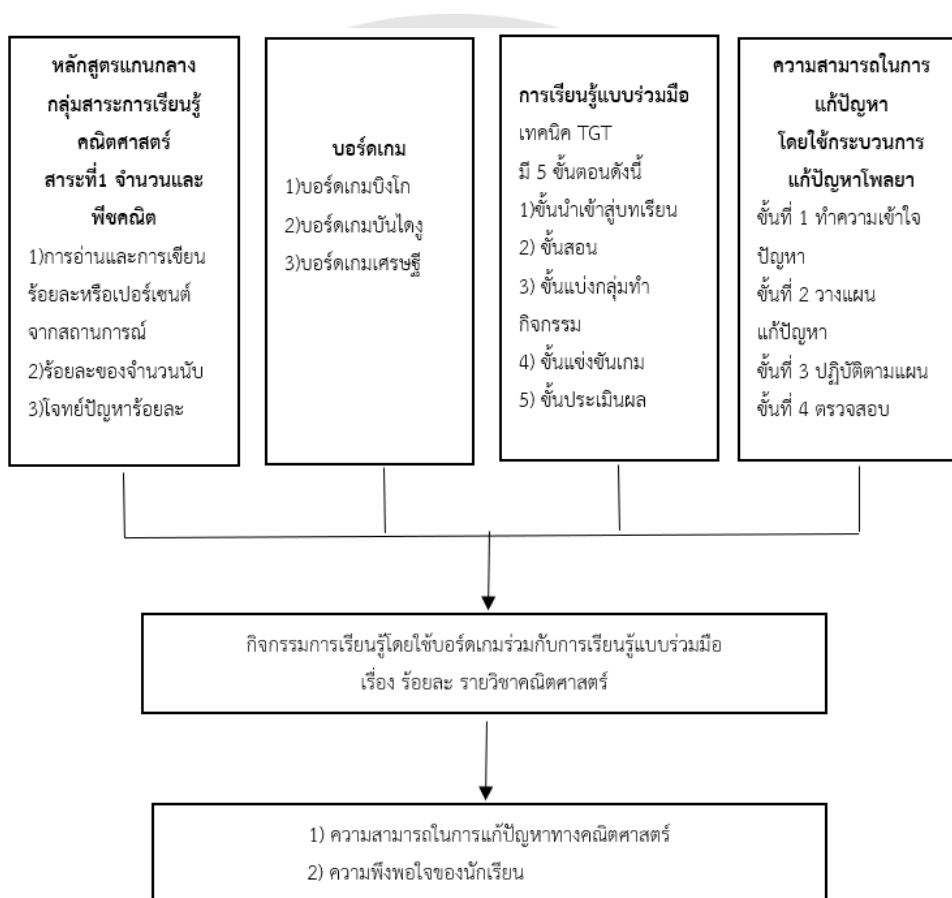 หลักสูตรแกนกลาง
กลุ่มสาระการเรียนรู้
คณิตศาสตร์
สาระที่1 จำนวนและ
พีชคณิต
1)การอ่านและการเขียน
ร้อยละหรือเปอร์เซนต์
จากสถานการณ์
2)ร้อยละของจำนวนนับ
3)โจทย์ปัญหาร้อยละ
บอร์ดเกม
1)บอร์ดเกมบิงโก
2)บอร์ดเกมบันไดงู
3)บอร์ดเกมเศรษฐี
การเรียนรู้แบบร่วมมือ
เทคนิค TGT
มี 5 ขั้นตอนดังนี้
1)ขั้นนำเข้าสู่บทเรียน
2) ขั้นสอน
3) ขั้นแบ่งกลุ่มทำ
กิจกรรม
4) ขั้นแข่งขันเกม
5) ขั้นประเมินผล
ความสามารถในการ
แก้ปัญหา
โดยใช้กระบวนการ
แก้ปัญหาโพลยา
ขั้นที่ 1 ทำความเข้าใจ
ปัญหา
ขั้นที่ 2 วางแผน
แก้ปัญหา
ขั้นที่ 3 ปฏิบัติตามแผน
ขั้นที่ 4 ตรวจสอบ
กิจกรรมการเรียนรู้โดยใช้บอร์ดเกมร่วมกับการเรียนรู้แบบร่วมมือ
เรื่อง ร้อยละ รายวิชาคณิตศาสตร์
1) ความสามารถในการแก้ปัญหาทางคณิตศาสตร์
2) ความพึงพอใจของนักเรียน